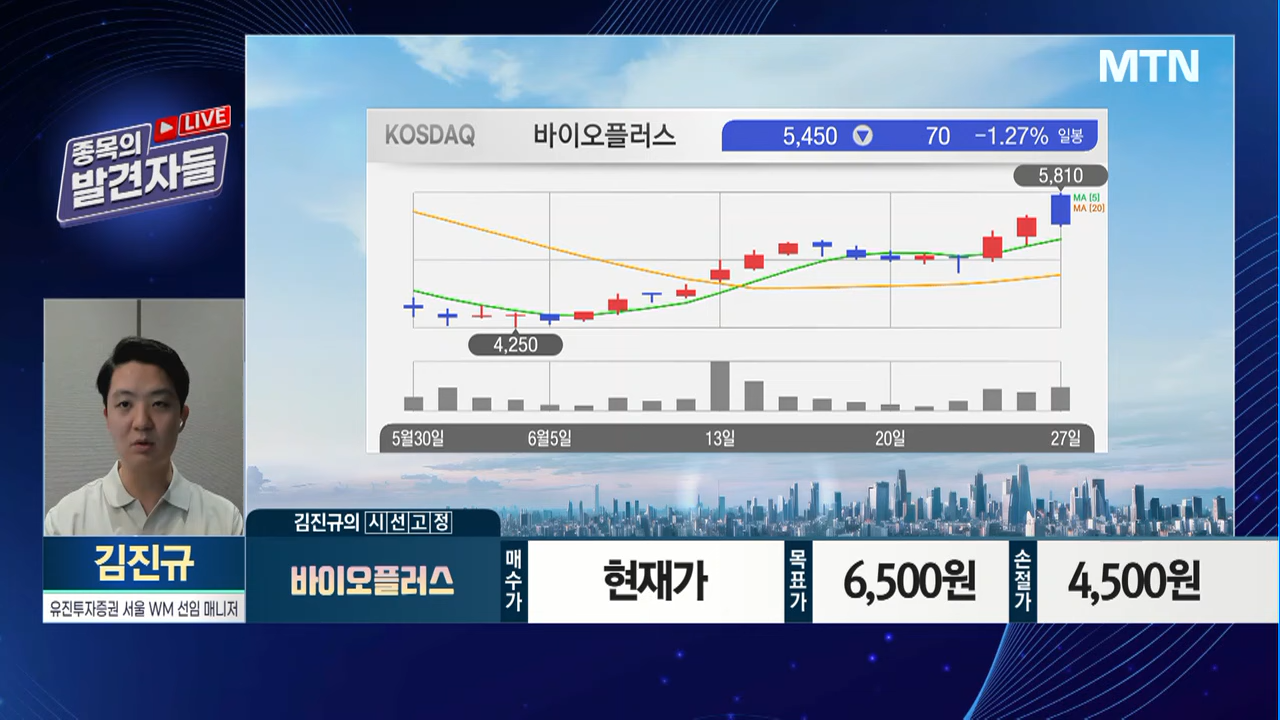 MTN
LIVE
종목의
발견자들
KOSDAQ 바이오플러스 5,450 70 -1.27% 일봉
5,810
MA [5]
MA [20]
4,250
5월30일 6월5일 13일 20일 27일
김진규
유진투자증권 서울 WM 선임 매니저
김진규의 시선고정
바이오플러스 매수가 현재가 목표가 6,500원 손절가 4,500원